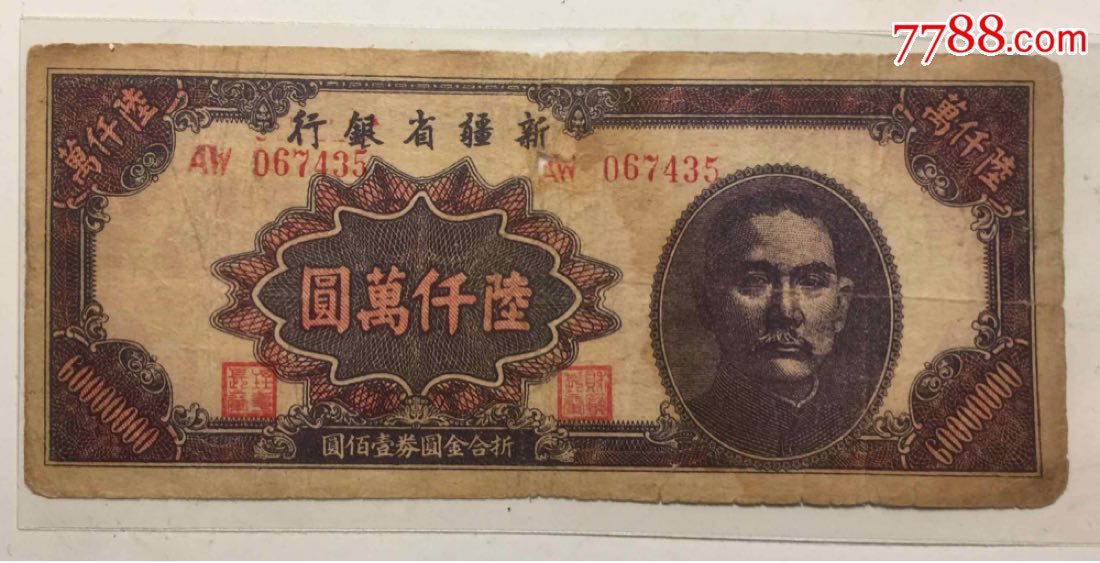 7788.com
陸仟萬
萬仟陸
行銀省疆新
AW 067435
AW 067435
圓萬仟陸
圓佰壹券圓金合折
60000000
60000000